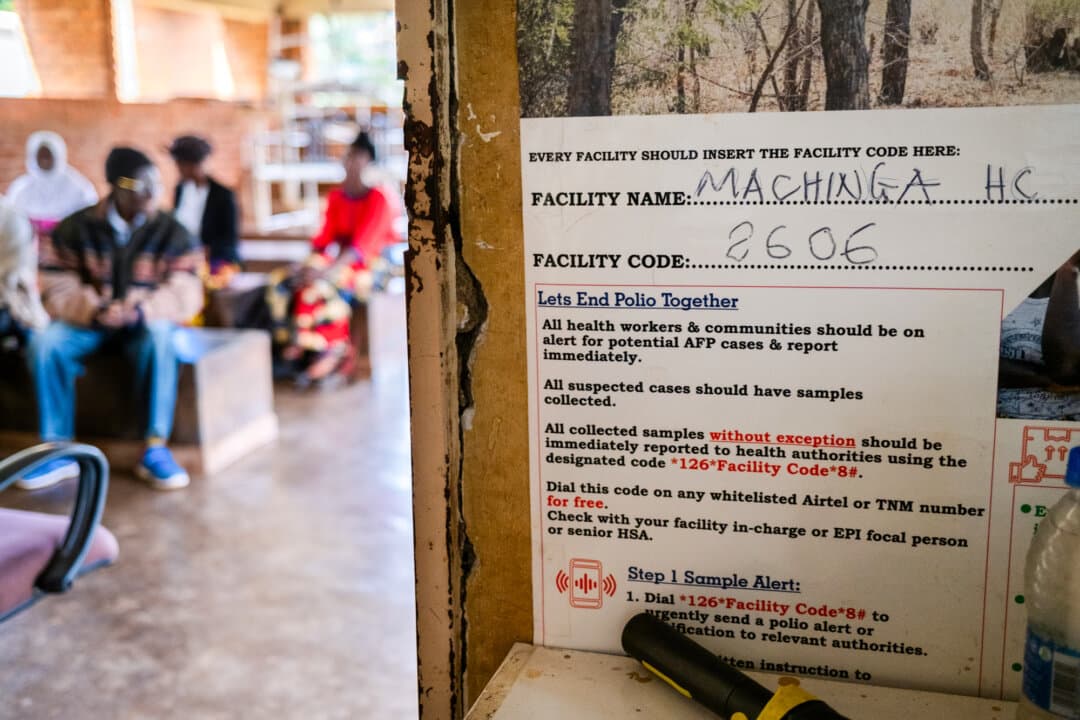 EVERY FACILITY SHOULD INSERT THE FACILITY CODE HERE:
FACILITY NAME: MACHINGA HC
FACILITY CODE: 2606
Lets End Polio Together
All health workers & communities should be on
alert for potential AFP cases & report
immediately.
All suspected cases should have samples
collected.
All collected samples without exception should be
immediately reported to health authorities using the
designated code *126*Facility Code*8#.
Dial this code on any whitelisted Airtel or TNM number
for free.
Check with your facility in-charge or EPI focal person
or senior HSA.
Step 1 Sample Alert:
1. Dial *126*Facility Code*8# to
urgently send a polio alert or
to relevant authorities.
instruction to